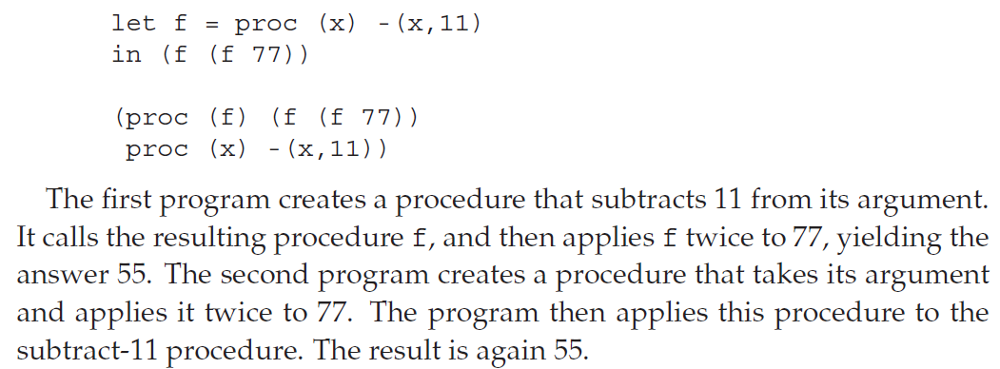 let f = proc (x) -(x,11)
in (f (f 77))
(proc (f) (f (f 77))
proc (x) -(x,11))
The first program creates a procedure that subtracts 11 from its argument.
It calls the resulting procedure f, and then applies f twice to 77, yielding the
answer 55. The second program creates a procedure that takes its argument
and applies it twice to 77. The program then applies this procedure to the
subtract-11 procedure. The result is again 55.